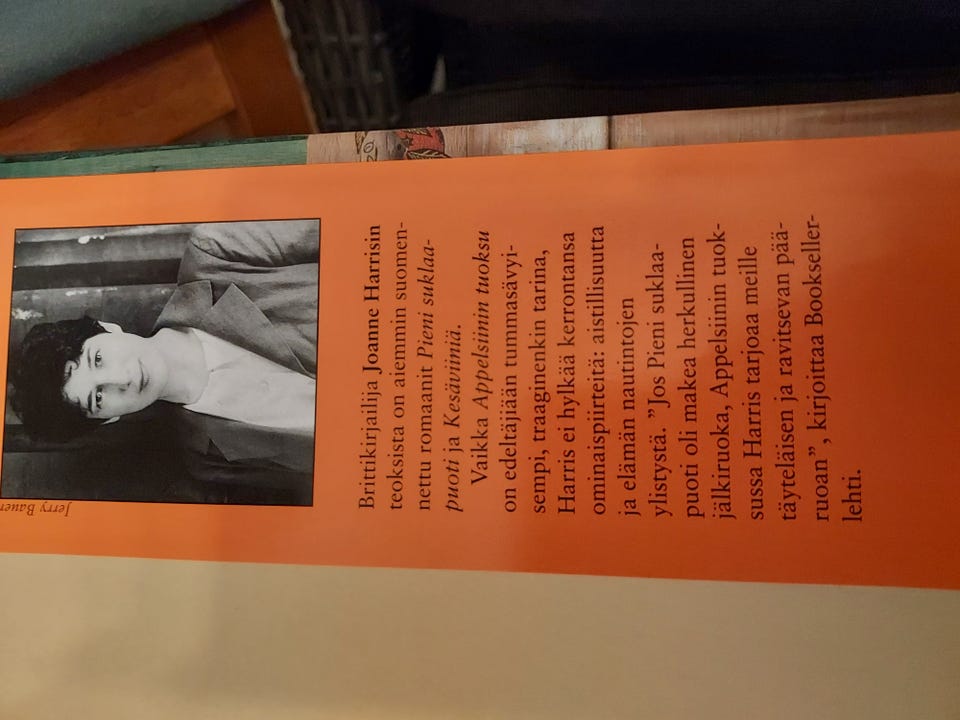 Jerry Bauer
Brittikirjailija Joanne Harrisin
teoksista on aiemmin suomen-
nettu romaanit Pieni suklaa-
puoti ja Kesäviiniä.
Vaikka Appelsiinin tuoksu
on edeltäjiään tummasävyi-
sempi, traaginenkin tarina,
Harris ei hylkää kerrontansa
ominaispiirteitä: aistillisuutta
ja elämän nautintojen
ylistystä. ”Jos Pieni suklaa-
puoti oli makea herkullinen
jälkiruoka, Appelsiinin tuok-
sussa Harris tarjoaa meille
täyteläisen ja ravitsevan pää-
ruoan”, kirjoittaa Bookseller-
lehti.